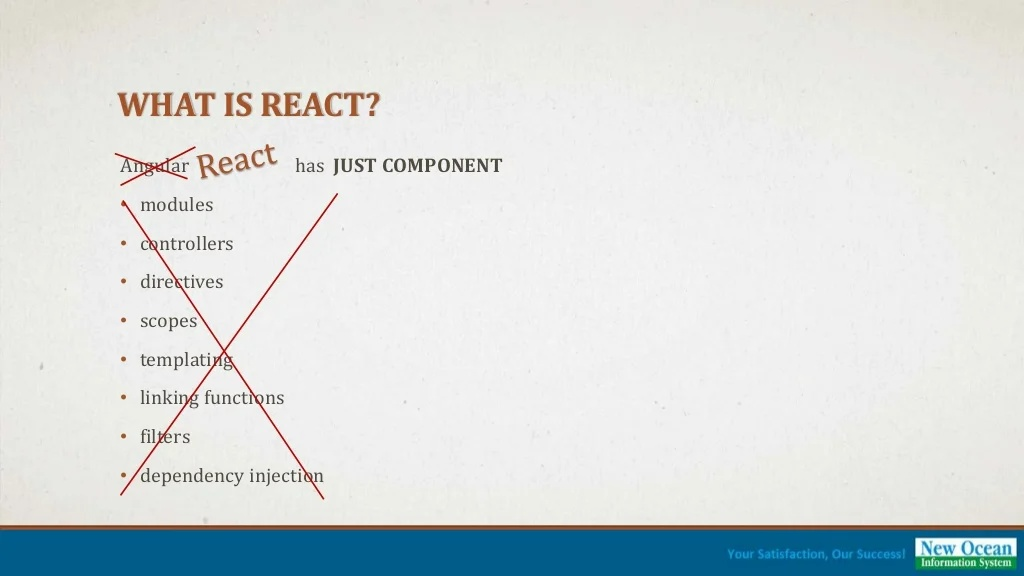 WHAT IS REACT?
Angular React has JUST COMPONENT
• modules
• controllers
• directives
• scopes
• templating
• linking functions
• filters
• dependency injection
Your Satisfaction, Our Success!
New Ocean
Information System